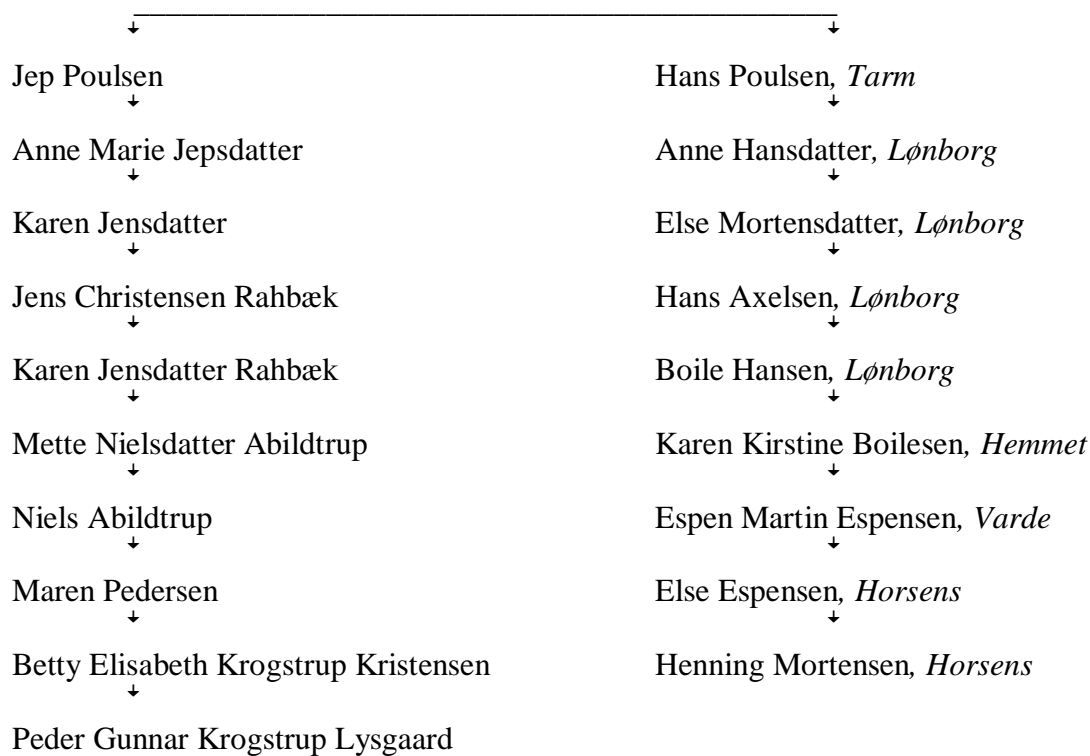 Jep Poulsen
Hans Poulsen, Tarm
Anne Marie Jepsdatter
Anne Hansdatter, Lønborg
Karen Jensdatter
Else Mortensdatter, Lønborg
Jens Christensen Rahbæk
Hans Axelsen, Lønborg
Karen Jensdatter Rahbæk
Boile Hansen, Lønborg
Mette Nielsdatter Abildtrup
Karen Kirstine Boilesen, Hemmet
Niels Abildtrup
Espen Martin Espensen, Varde
Maren Pedersen
Else Espensen, Horsens
Betty Elisabeth Krogstrup Kristensen
Henning Mortensen, Horsens
Peder Gunnar Krogstrup Lysgaard